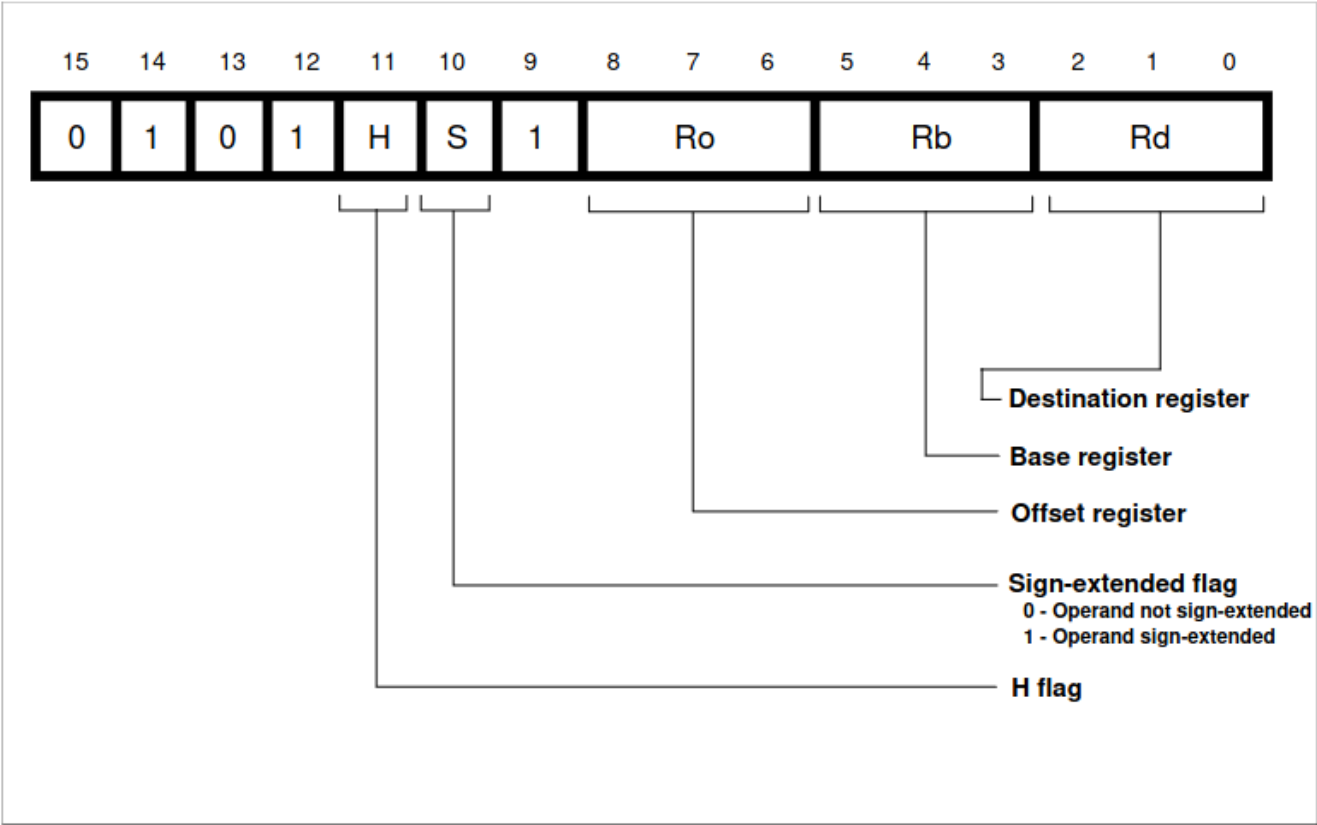 15 14 13 12 11 10 9 8 7 6 5 4 3 2 1 0
0 1 0 1 H S 1 Ro Rb Rd
Destination register
Base register
Offset register
Sign-extended flag
0 - Operand not sign-extended
1 - Operand sign-extended
H flag